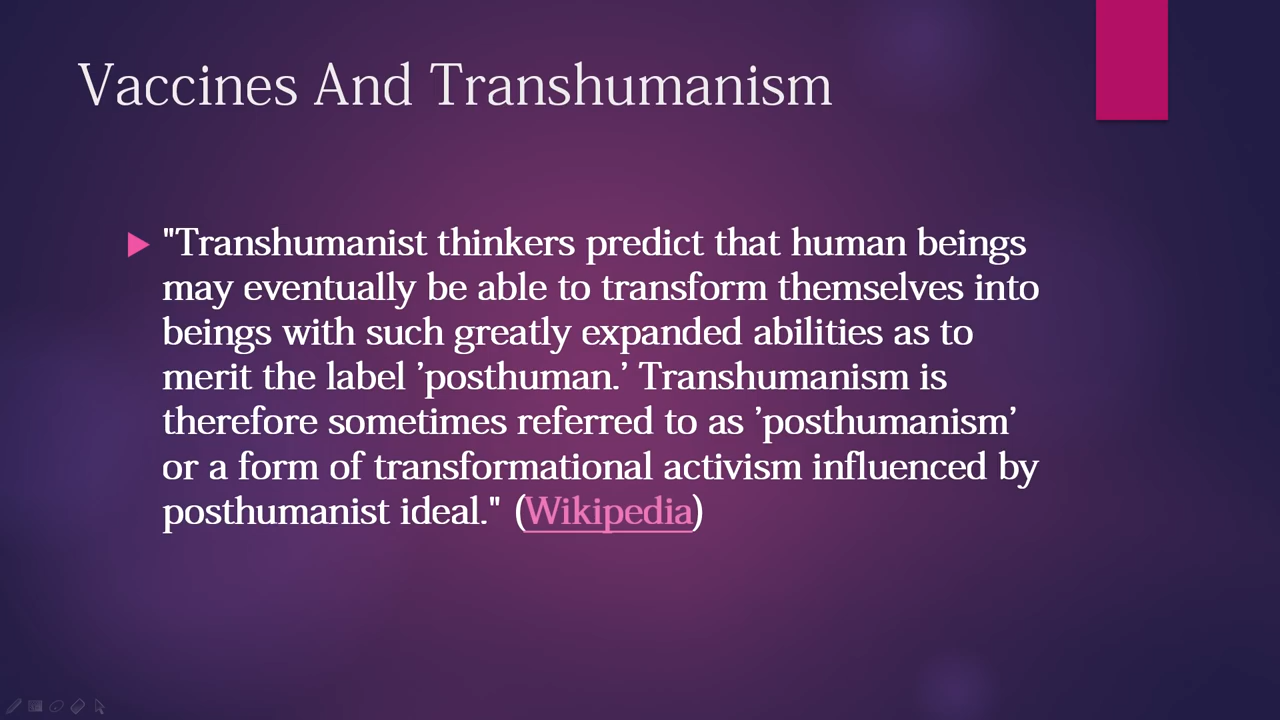 Vaccines And Transhumanism
"Transhumanist thinkers predict that human beings
may eventually be able to transform themselves into
beings with such greatly expanded abilities as to
merit the label ’posthuman.’ Transhumanism is
therefore sometimes referred to as ’posthumanism’
or a form of transformational activism influenced by
posthumanist ideal." (Wikipedia)